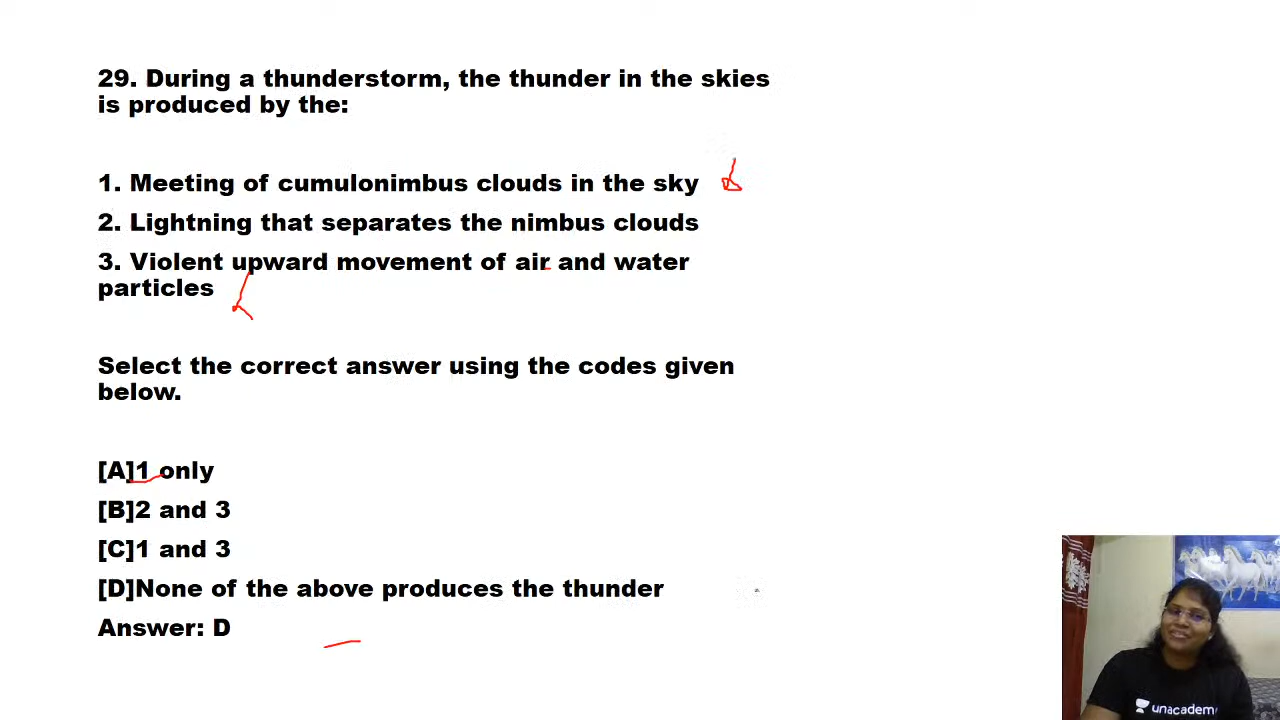 29. During a thunderstorm, the thunder in the skies
is produced by the:
1. Meeting of cumulonimbus clouds in the sky
2. Lightning that separates the nimbus clouds
3. Violent upward movement of air and water
particles
Select the correct answer using the codes given
below.
[A]1 only
[B]2 and 3
[C]1 and 3
[D]None of the above produces the thunder
Answer: D
unacademy